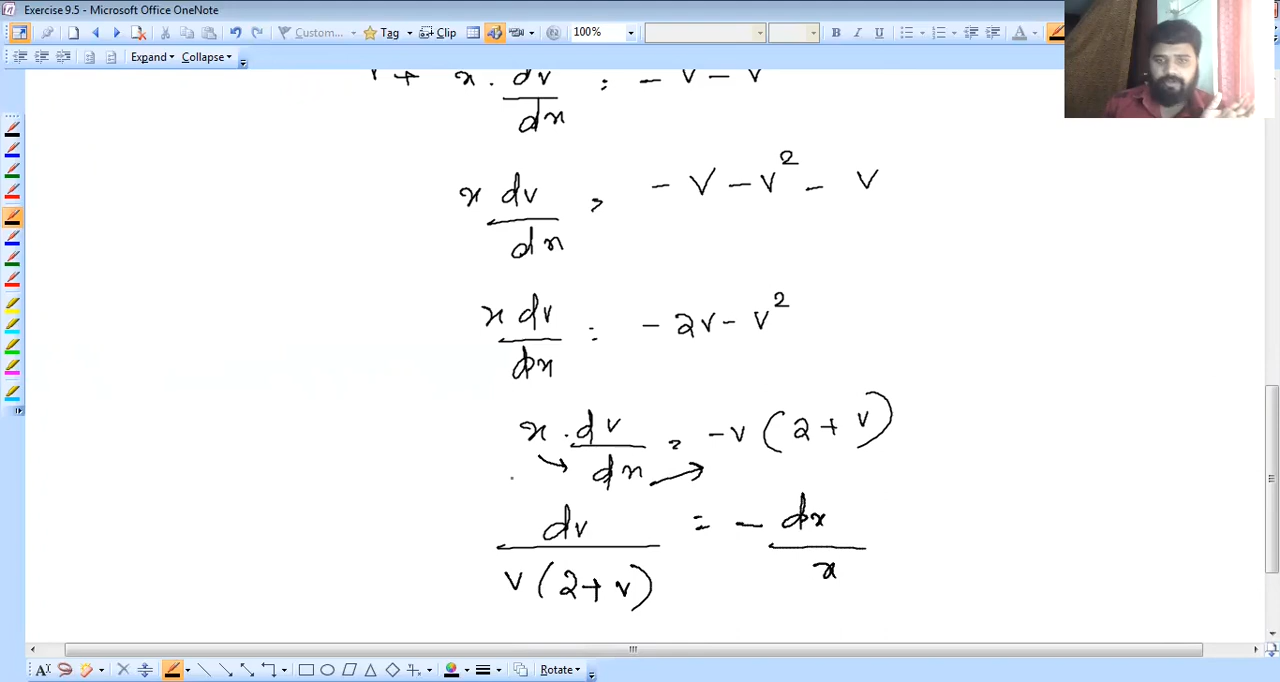 Exercise 9.5 - Microsoft Office OneNote
Custom... Tag Clip 100% B I U A
Expand Collapse
V + x . dv/dx = - v - v
x dv/dx = - v - v² - v
x dv/dx = - 2v - v²
x . dv/dx = -v (2 + v)
dv / v(2 + v) = - dx/x
A Rotate